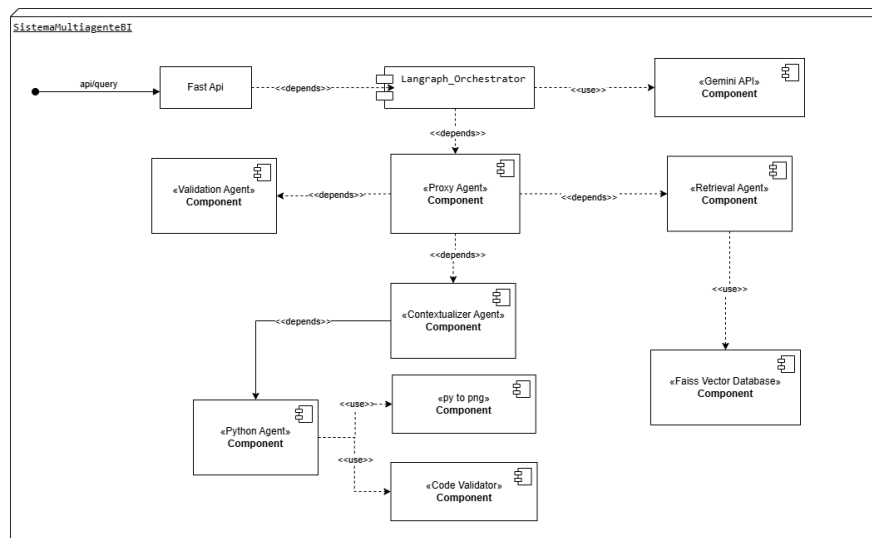 SistemaMultiagenteBI
api/query
Fast Api
<<depends>>
Langraph_Orchestrator
<<use>>
«Gemini API»
Component
<<depends>>
«Validation Agent»
Component
<<depends>>
«Proxy Agent»
Component
<<depends>>
«Retrieval Agent»
Component
<<depends>>
<<use>>
«Contextualizer Agent»
Component
<<depends>>
«Faiss Vector Database»
Component
«py to png»
Component
<<use>>
«Python Agent»
Component
<<use>>
«Code Validator»
Component